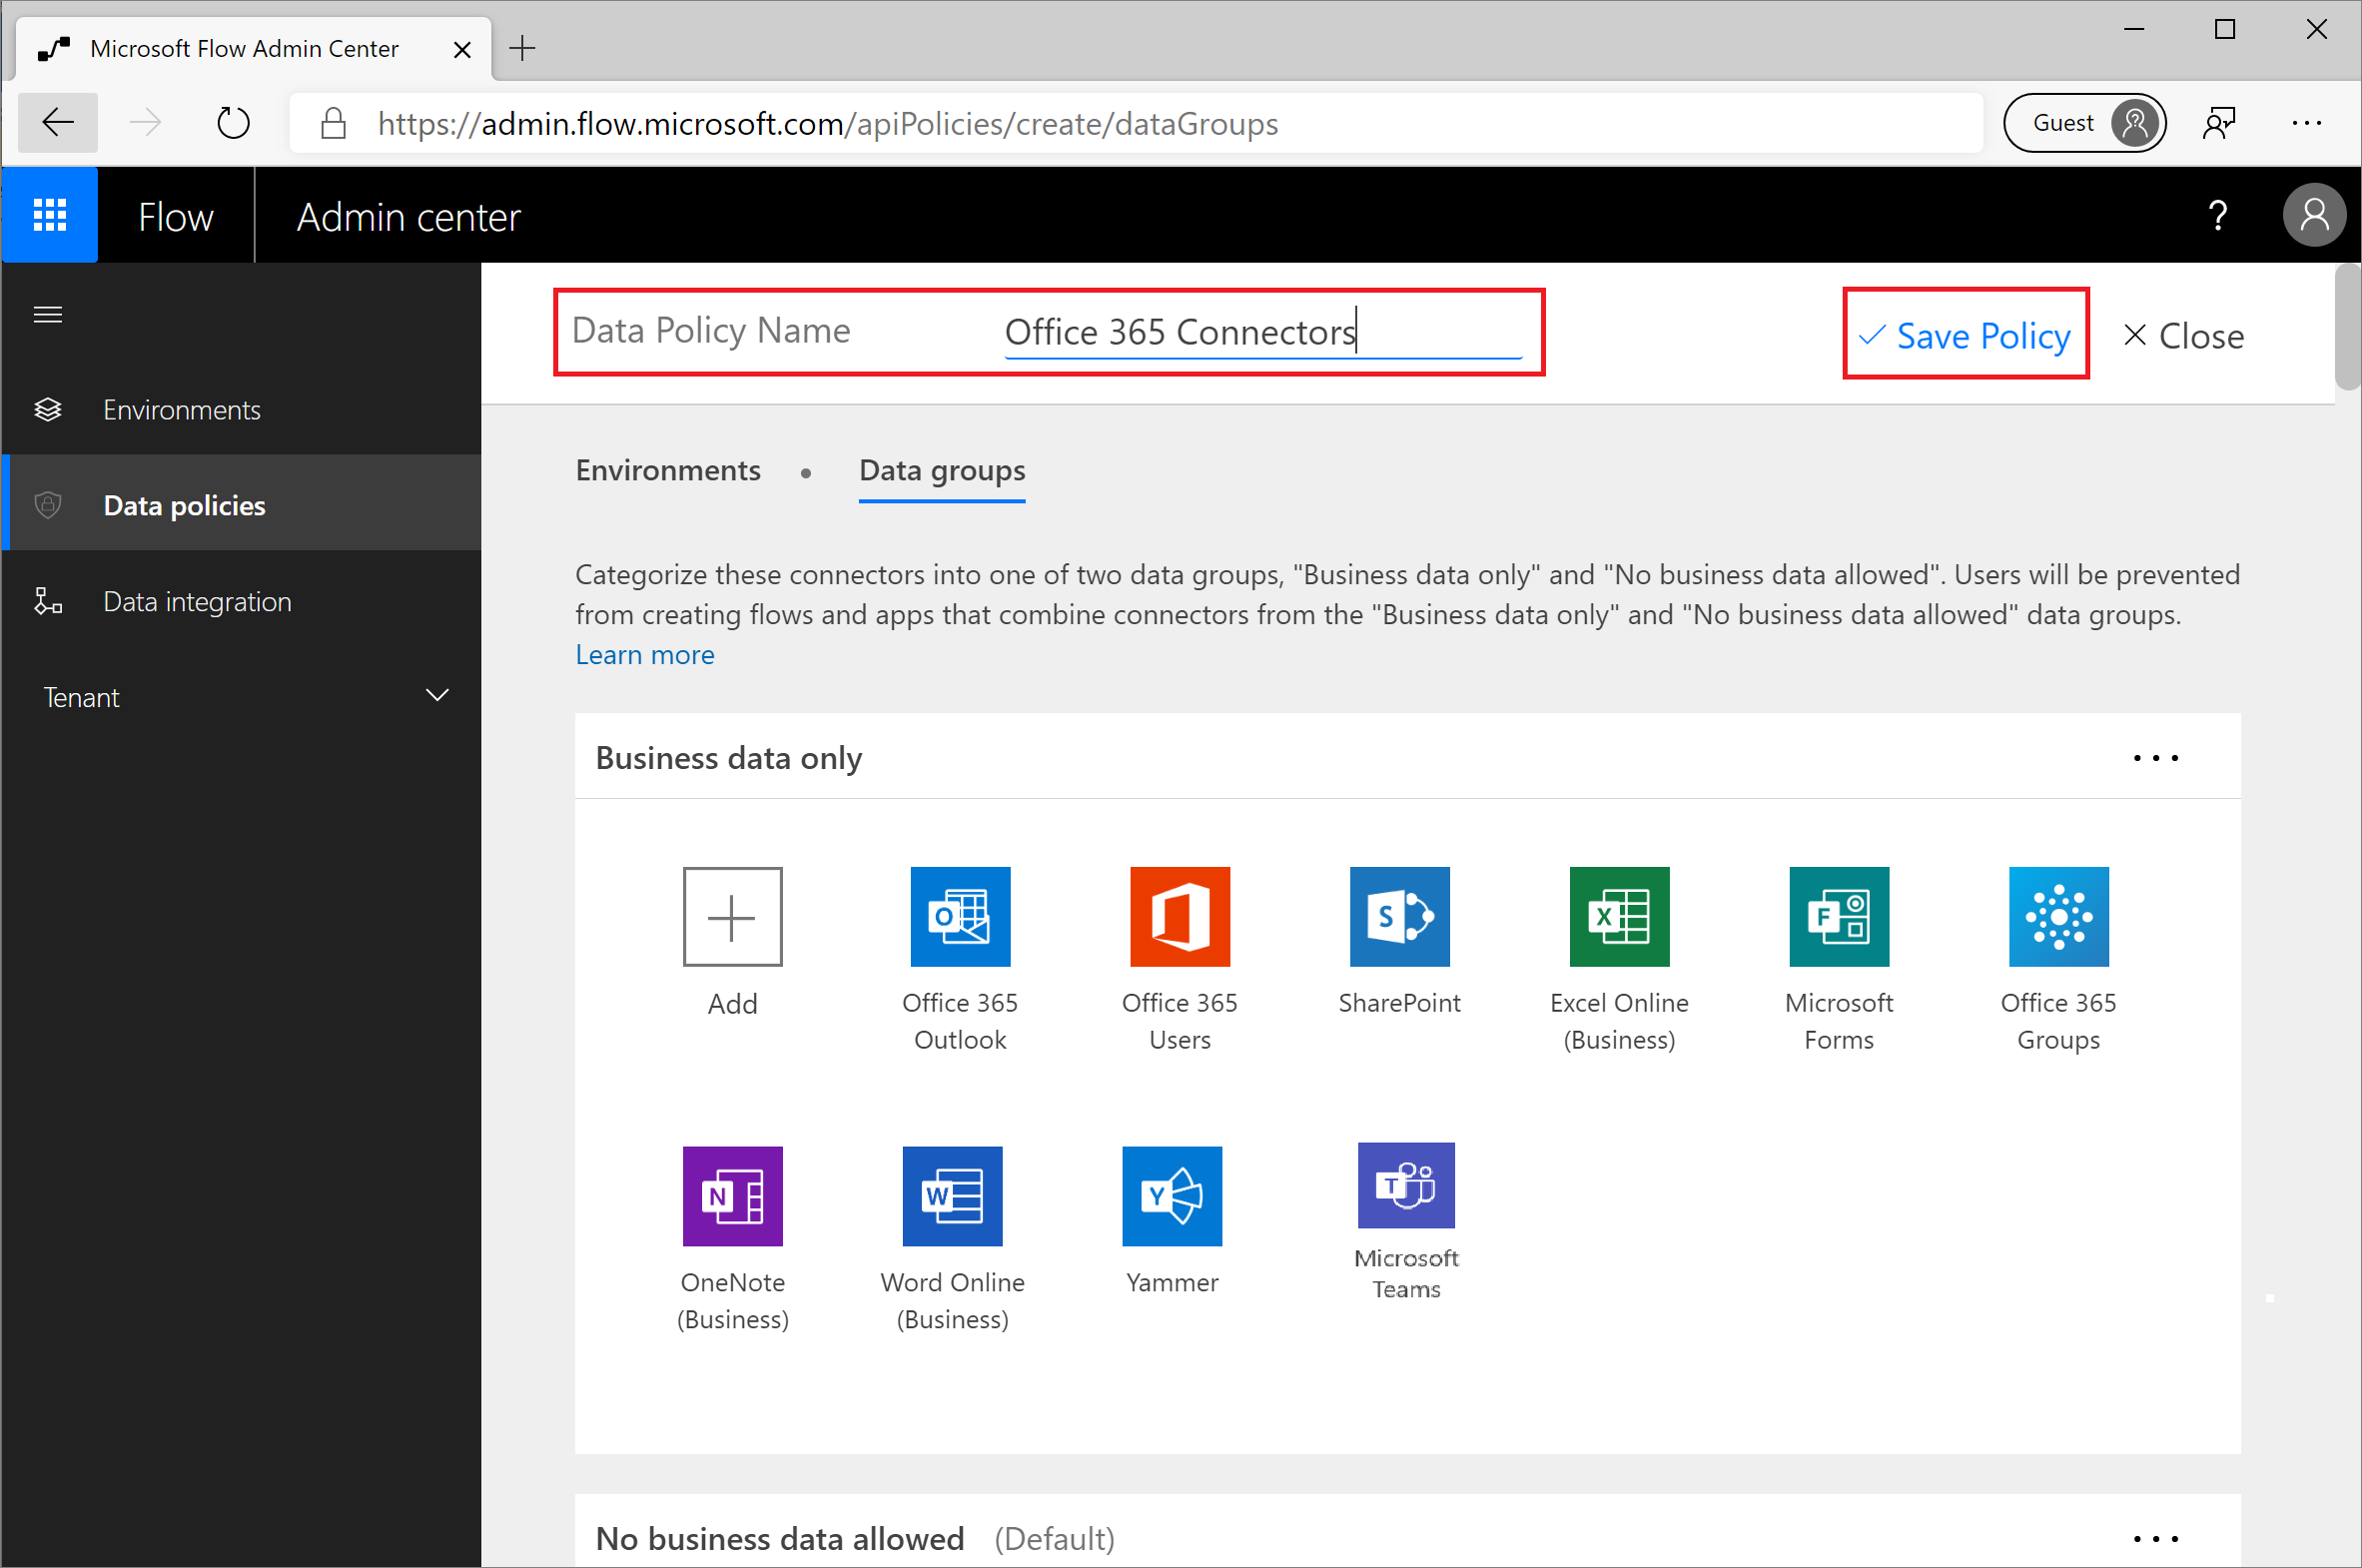 Microsoft Flow Admin Center
https://admin.flow.microsoft.com/apiPolicies/create/dataGroups
Guest
Flow
Admin center
?
Data Policy Name
Office 365 Connectors
Save Policy
Close
Environments
Data policies
Data integration
Tenant
Environments • Data groups
Categorize these connectors into one of two data groups, "Business data only" and "No business data allowed". Users will be prevented
from creating flows and apps that combine connectors from the "Business data only" and "No business data allowed" data groups.
Learn more
Business data only
Add
Office 365
Outlook
Office 365
Users
SharePoint
Excel Online
(Business)
Microsoft
Forms
Office 365
Groups
OneNote
(Business)
Word Online
(Business)
Yammer
Microsoft
Teams
No business data allowed (Default)